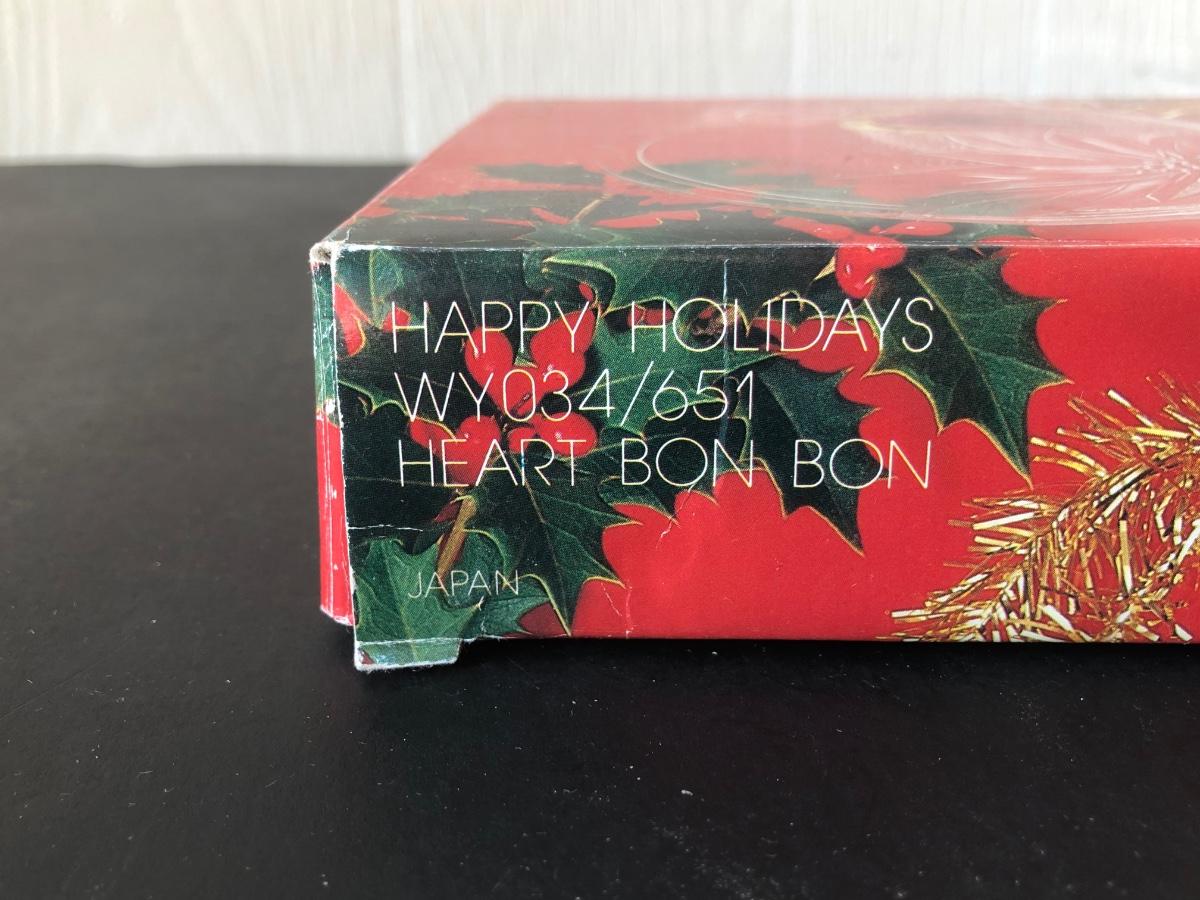 HAPPY HOLIDAYS
WY034/651
HEART BON BON
JAPAN